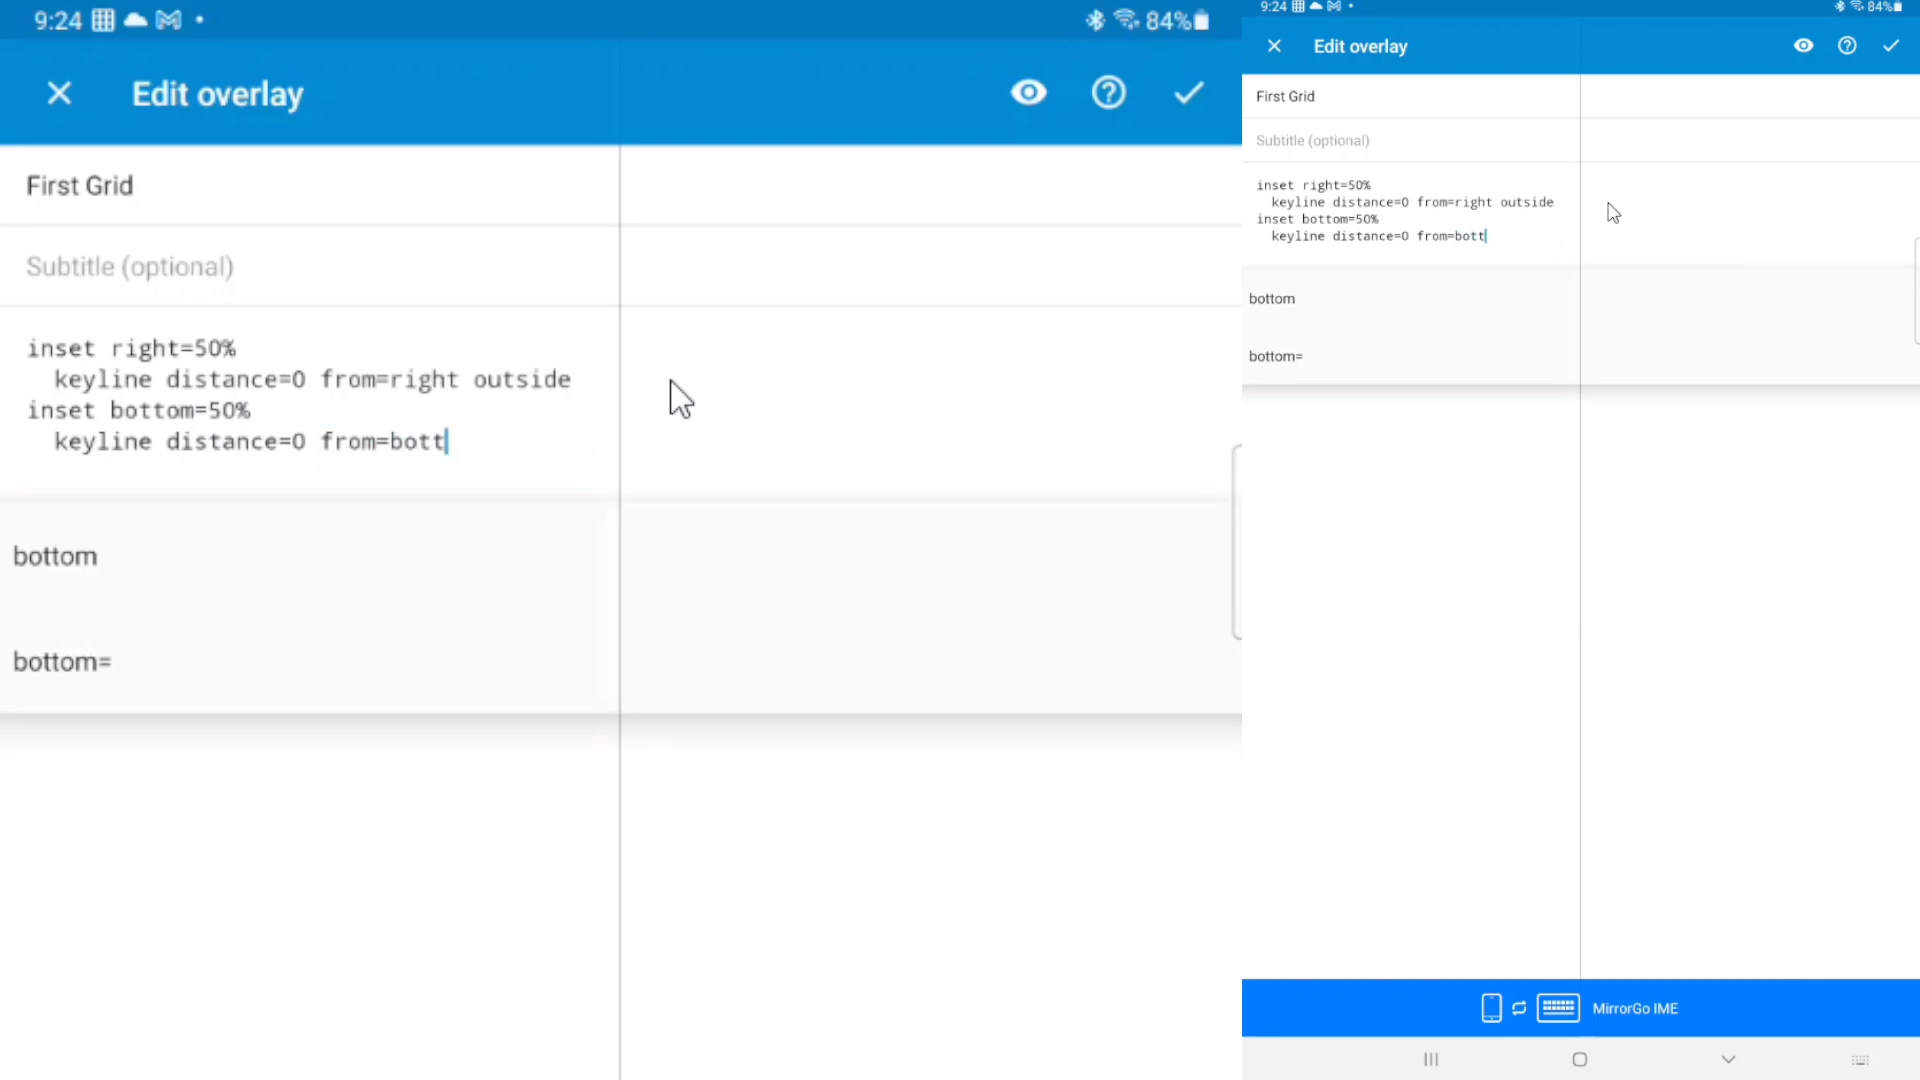 9:24
84%
Edit overlay
First Grid
Subtitle (optional)
inset right=50%
  keyline distance=0 from=right outside
inset bottom=50%
  keyline distance=0 from=bott
bottom
bottom=
9:24
84%
Edit overlay
First Grid
Subtitle (optional)
inset right=50%
  keyline distance=0 from=right outside
inset bottom=50%
  keyline distance=0 from=bott
bottom
bottom=
MirrorGo IME